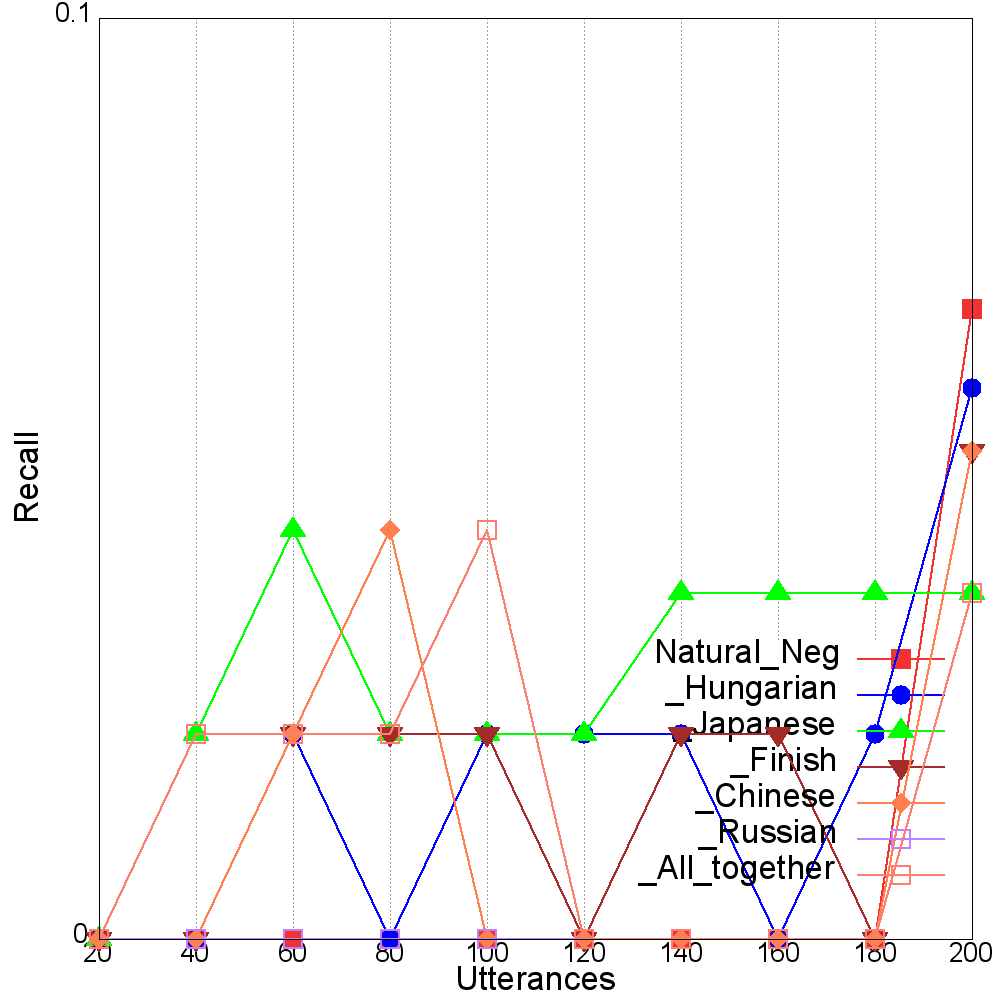 0.1
Recall
Natural_Neg
_Hungarian
_Japanese
_Finish
_Chinese
_Russian
_All_together
0
20 40 60 80 100 120 140 160 180 200
Utterances